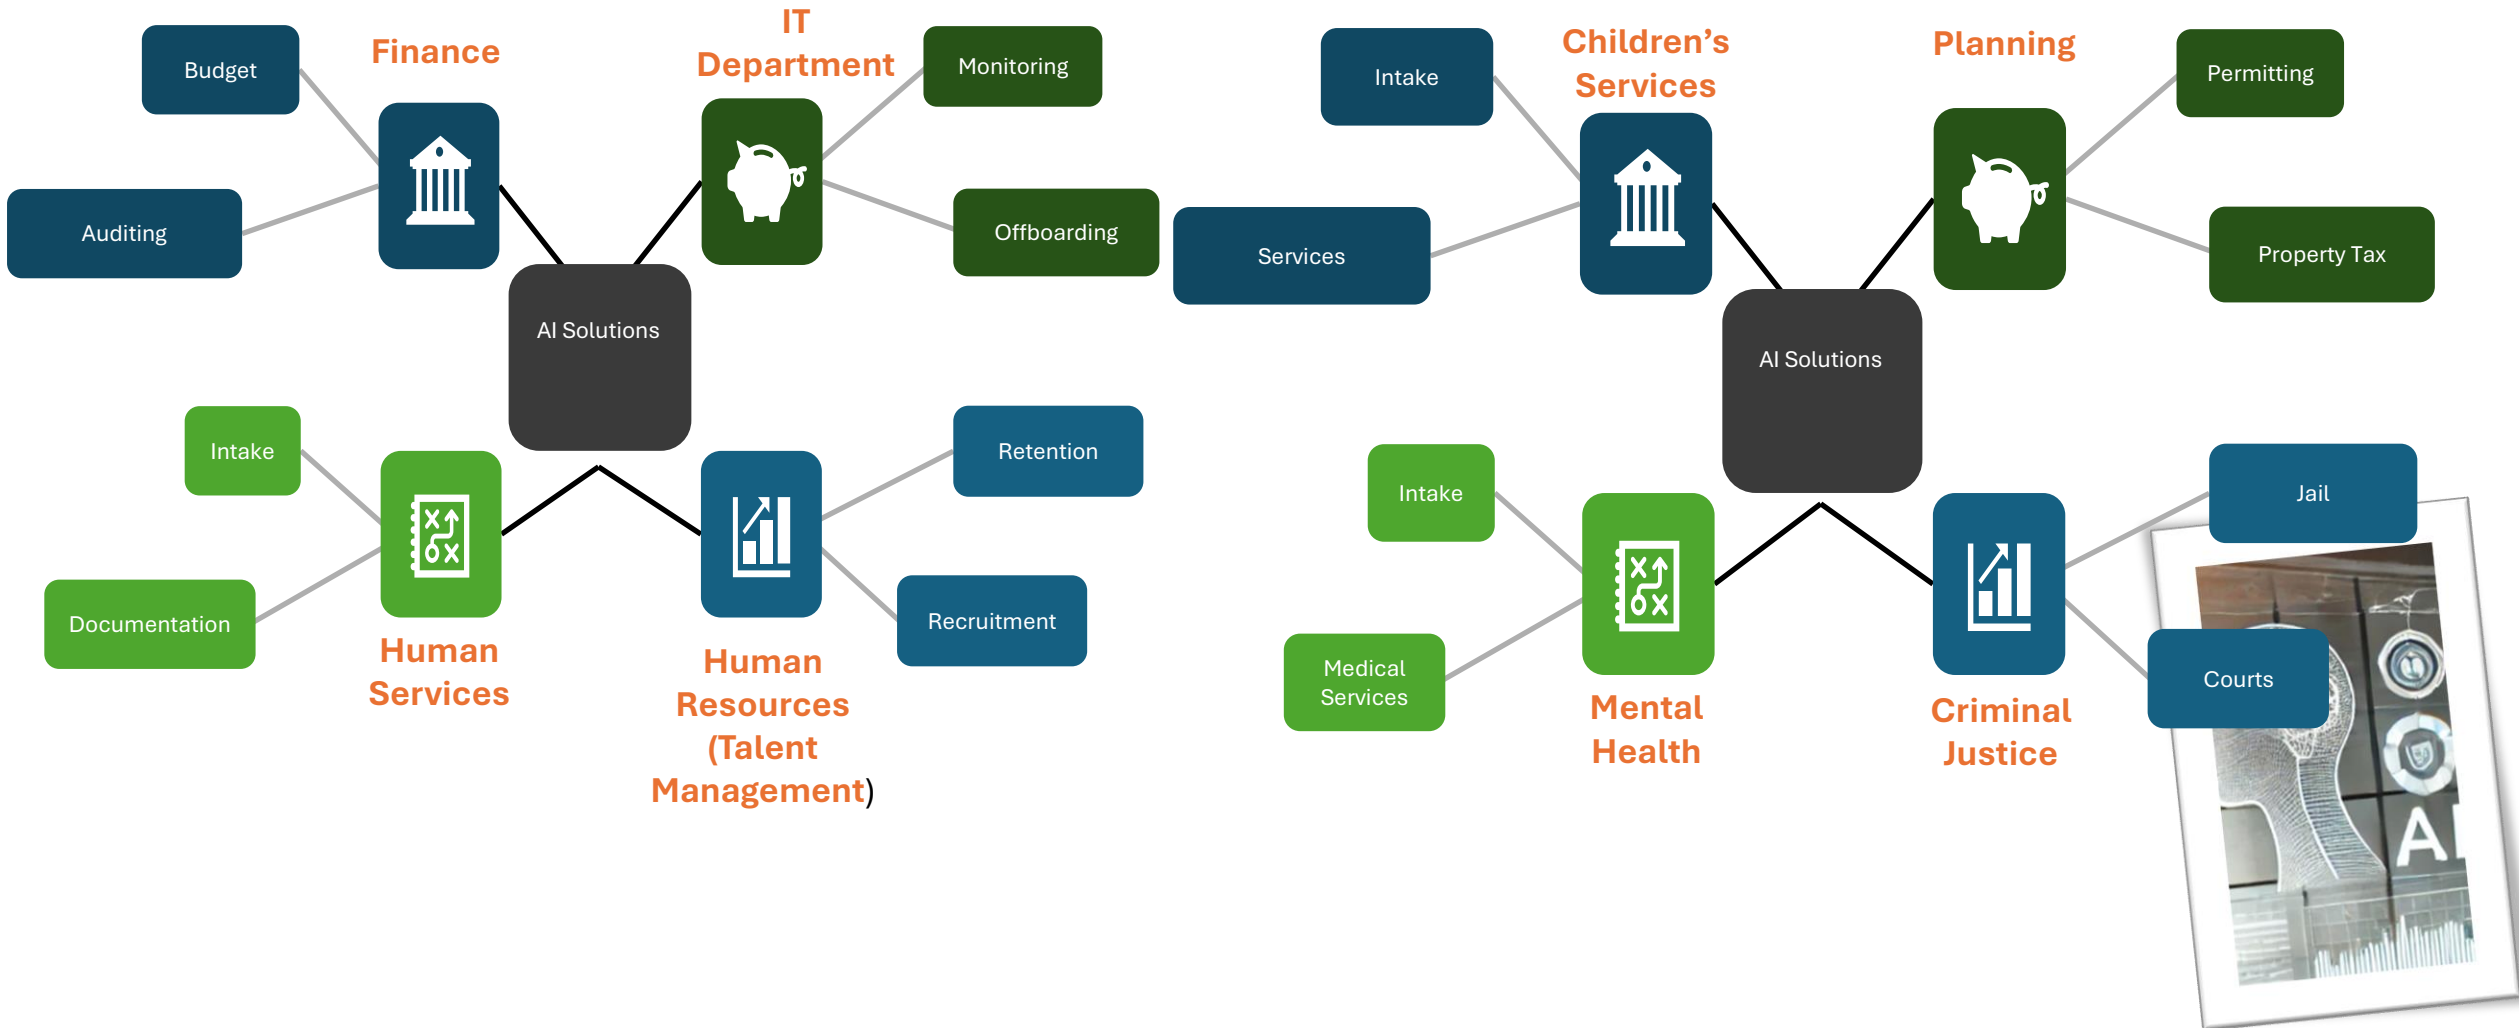 Finance
Budget
Auditing
IT
Department
Monitoring
Offboarding
AI Solutions
Intake
Documentation
Human
Services
Retention
Recruitment
Human
Resources
(Talent
Management)
Children’s
Services
Intake
Services
Planning
Permitting
Property Tax
AI Solutions
Intake
Medical
Services
Mental
Health
Jail
Courts
Criminal
Justice
AI